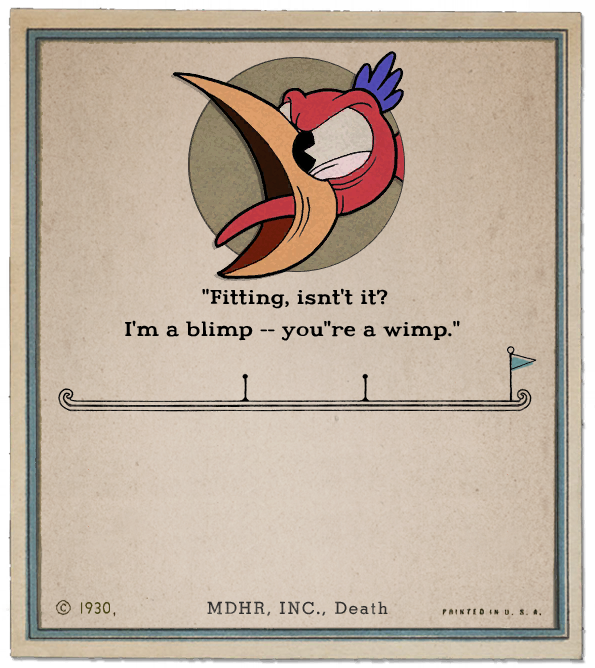 "Fitting, isnt't it?
I'm a blimp -- you"re a wimp."
© 1930,
MDHR, INC., Death
PRINTED IN U. S. A.